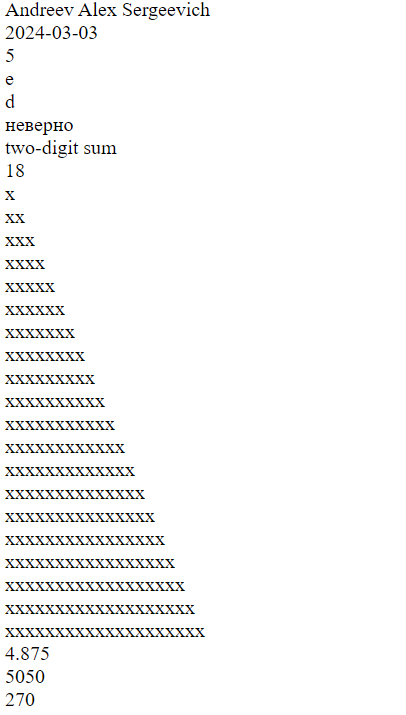 Andreev Alex Sergeevich
2024-03-03
5
e
d
неверно
two-digit sum
18
x
xx
xxx
xxxx
xxxxx
xxxxxx
xxxxxxx
xxxxxxxx
xxxxxxxxx
xxxxxxxxxx
xxxxxxxxxxx
xxxxxxxxxxxx
xxxxxxxxxxxxx
xxxxxxxxxxxxxx
xxxxxxxxxxxxxxx
xxxxxxxxxxxxxxxx
xxxxxxxxxxxxxxxxx
xxxxxxxxxxxxxxxxxx
xxxxxxxxxxxxxxxxxxx
xxxxxxxxxxxxxxxxxxxx
4.875
5050
270